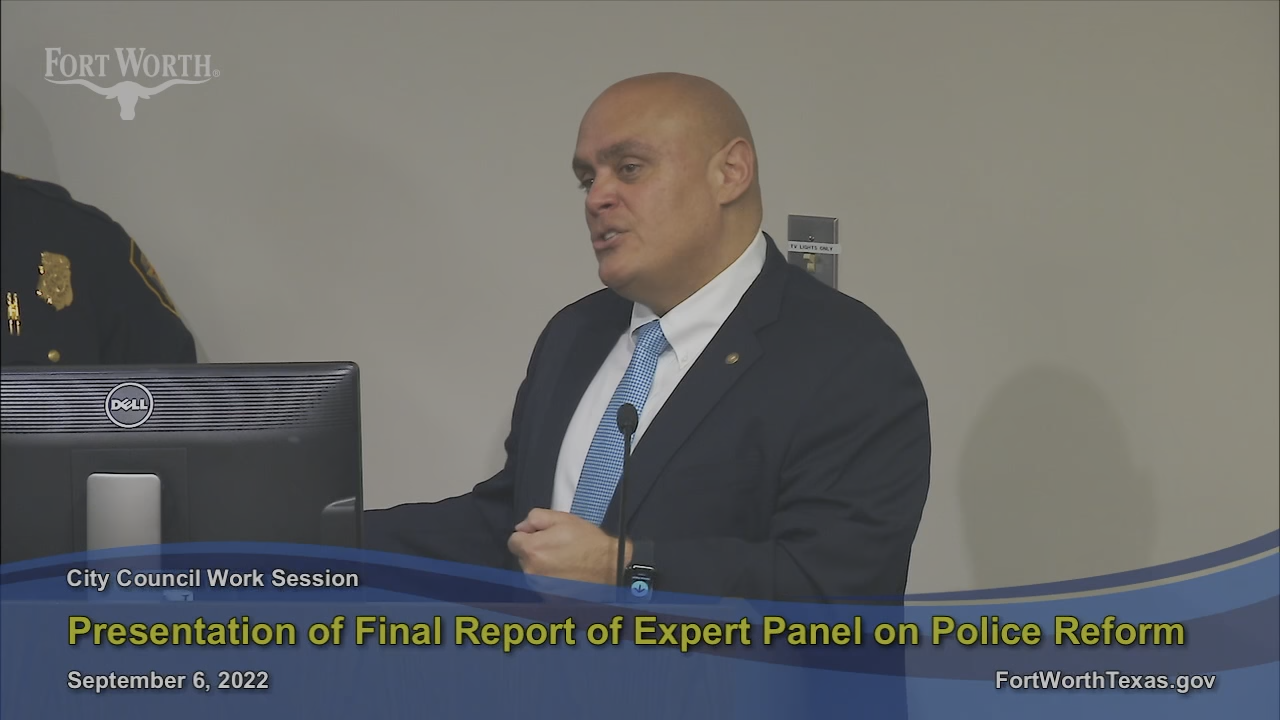 FORT WORTH®
TV LIGHTS ONLY
DELL
City Council Work Session
Presentation of Final Report of Expert Panel on Police Reform
September 6, 2022
FortWorthTexas.gov